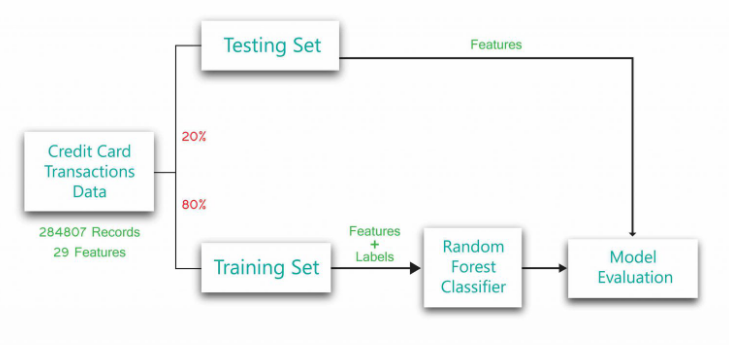 Testing Set
Features
20%
Credit Card
Transactions
Data
80%
284807 Records
29 Features
Training Set
Features
+
Labels
Random
Forest
Classifier
Model
Evaluation